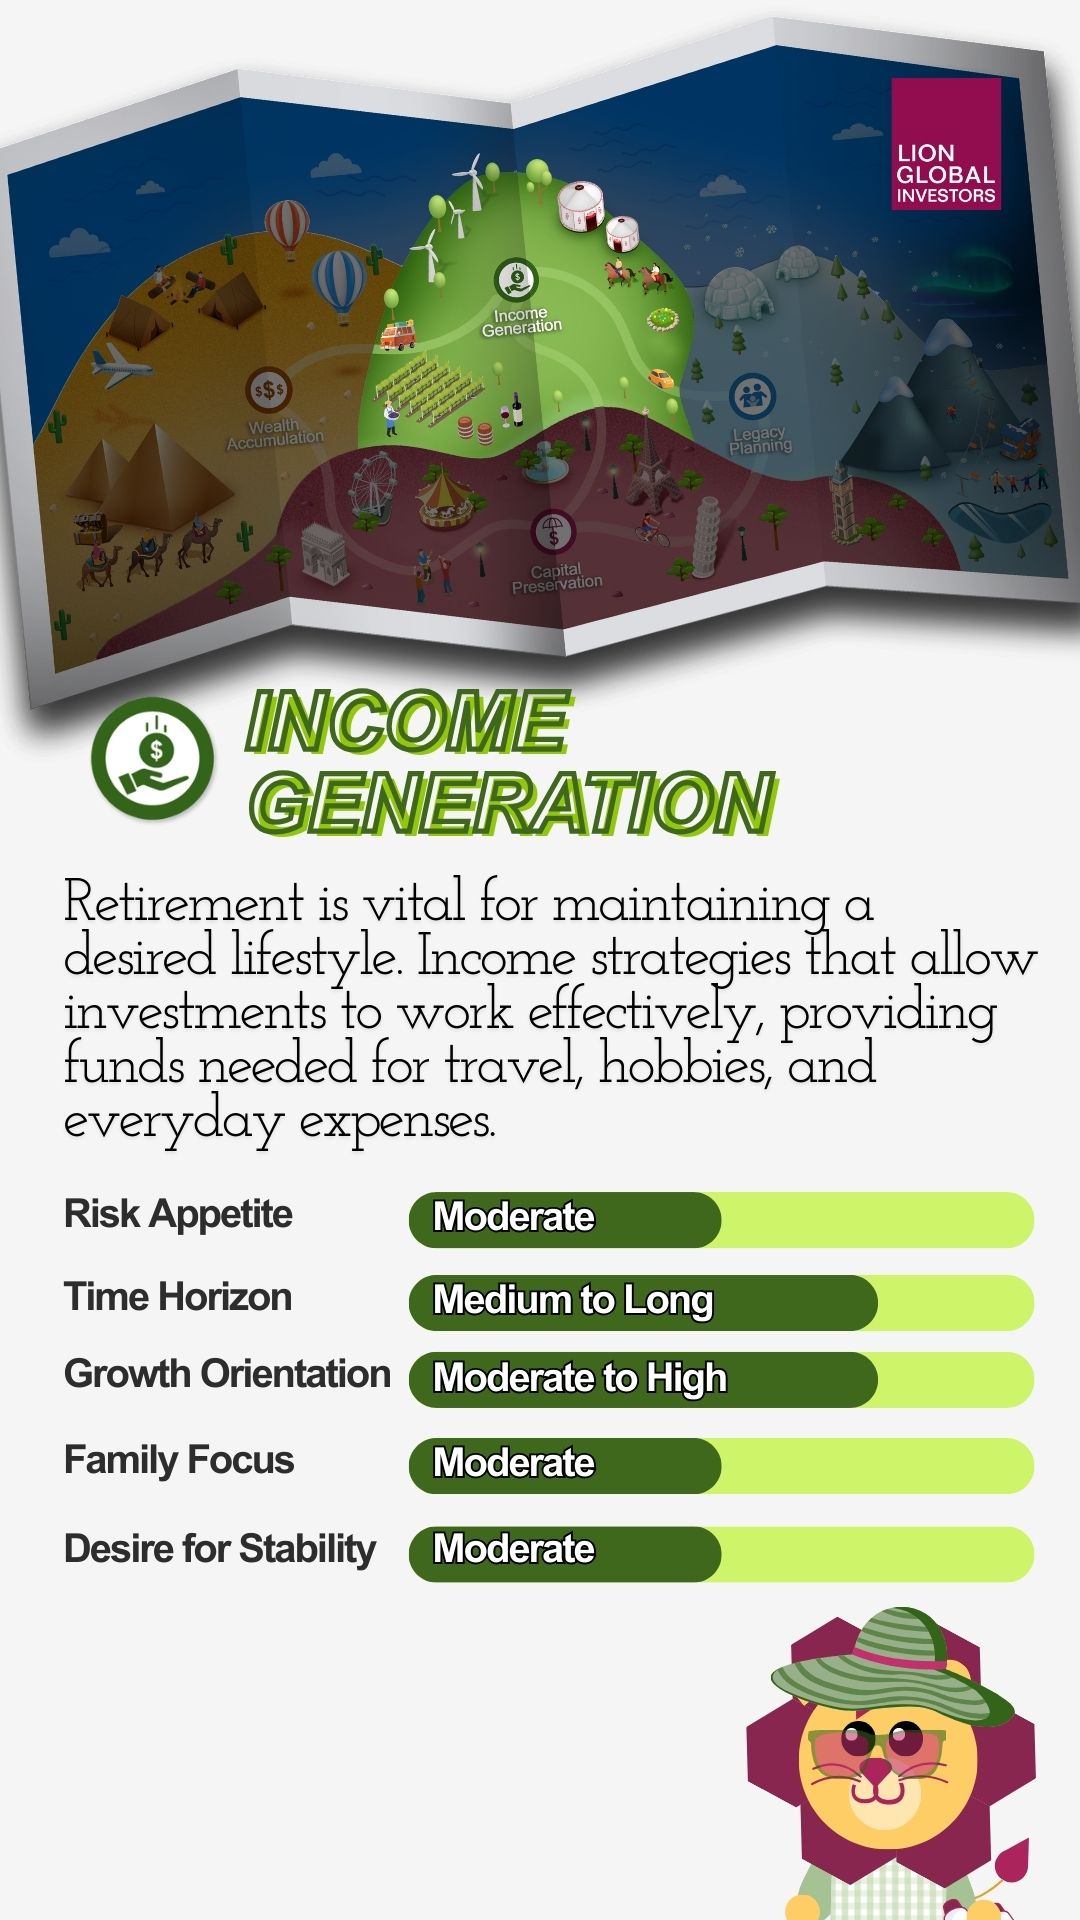 LION
GLOBAL
INVESTORS
Income
Generation
$$$
Wealth
Accumulation
Legacy
Planning
$
Capital
Preservation
$
INCOME
GENERATION
Retirement is vital for maintaining a
desired lifestyle. Income strategies that allow
investments to work effectively, providing
funds needed for travel, hobbies, and
everyday expenses.
Risk Appetite Moderate
Time Horizon Medium to Long
Growth Orientation Moderate to High
Family Focus Moderate
Desire for Stability Moderate